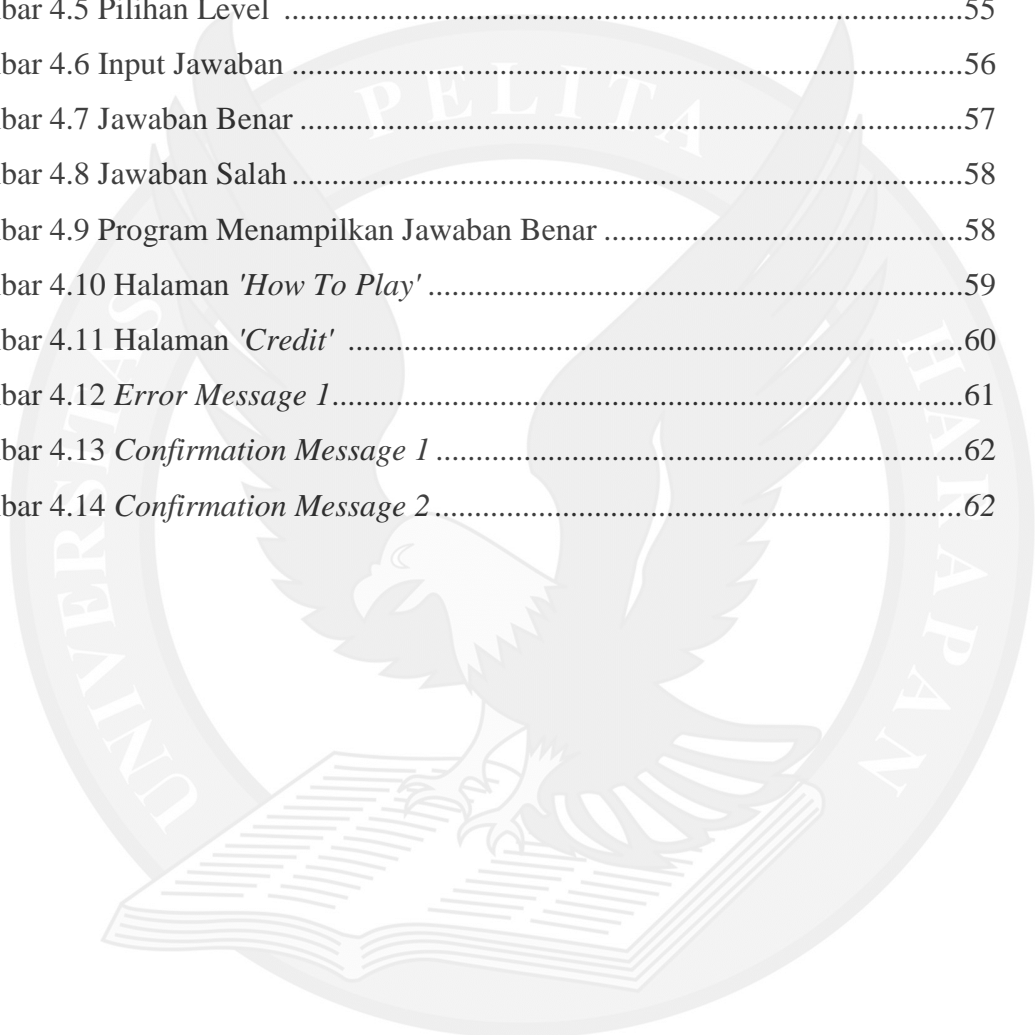 bar 4.5 Pilihan Level ........................................................................................55
bar 4.6 Input Jawaban ......................................................................................56
bar 4.7 Jawaban Benar .....................................................................................57
bar 4.8 Jawaban Salah ......................................................................................58
bar 4.9 Program Menampilkan Jawaban Benar ..............................................58
bar 4.10 Halaman 'How To Play' .....................................................................59
bar 4.11 Halaman 'Credit' ................................................................................60
bar 4.12 Error Message 1..................................................................................61
bar 4.13 Confirmation Message 1 ....................................................................62
bar 4.14 Confirmation Message 2 ....................................................................62
UNIVERSITAS PELITA HARAPAN